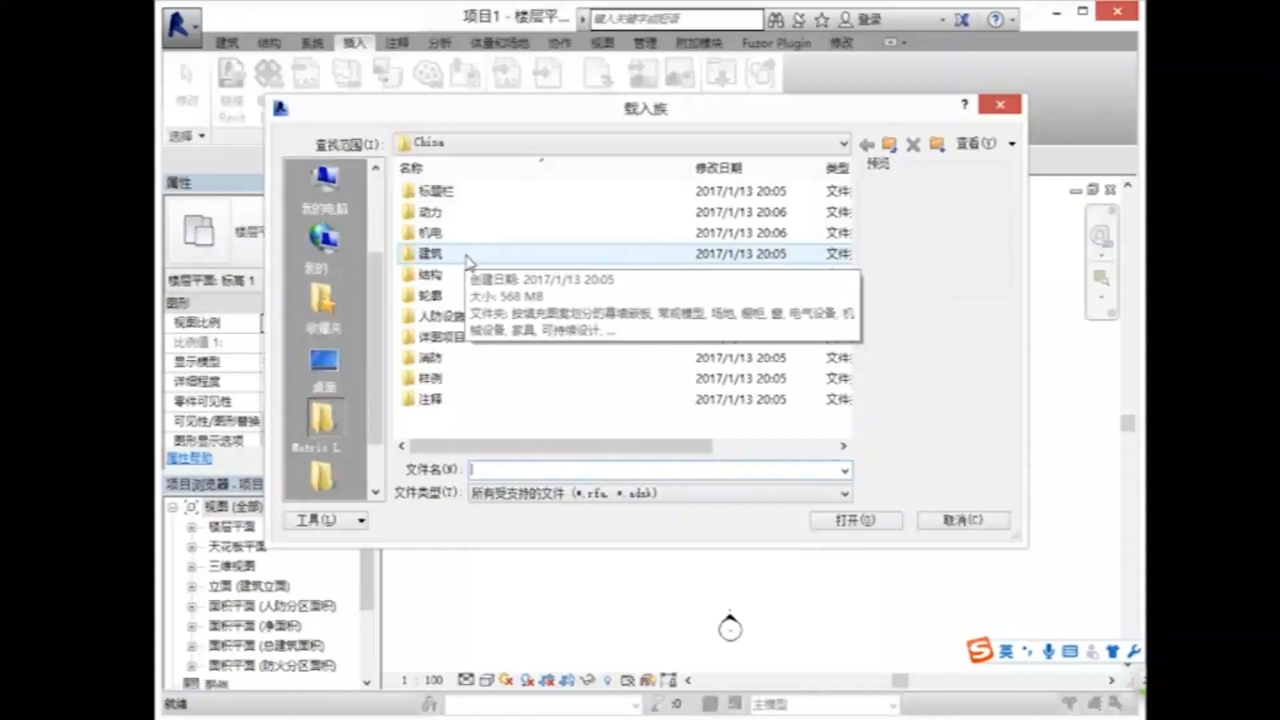 项目1 - 楼层平... 键入关键字或短语 登录
建筑 结构 系统 插入 注释 分析 体量和场地 协作 视图 管理 附加模块 Fuzor Plugin 修改
修改 链接
Revit
选择
载入族
查找范围(I): China 查看(V)
预览
名称 修改日期 类型
标题栏 2017/1/13 20:05 文件
动力 2017/1/13 20:06 文件
机电 2017/1/13 20:06 文件
建筑 2017/1/13 20:05 文件
结构
轮廓
人防设施
详图项目
消防 2017/1/13 20:05 文件
样例 2017/1/13 20:05 文件
注释 2017/1/13 20:05 文件
创建日期: 2017/1/13 20:05
大小: 568 MB
文件夹: 按填充图案划分的幕墙嵌板, 常规模型, 场地, 橱柜, 窗, 电气设备, 机
械设备, 家具, 可持续设计, ...
我的电脑
我的
收藏夹
桌面
Metric L
文件名(N):
文件类型(T): 所有受支持的文件 (*.rfa, *.adsk)
工具(L) 打开(O) 取消(C)
属性
楼层平
楼层平面: 标高 1
图形
视图比例
比例值 1:
显示模型
详细程度
零件可见性
可见性/图形替换
图形显示选项
属性帮助
项目浏览器 - 项目
视图 (全部)
楼层平面
天花板平面
三维视图
立面 (建筑立面)
面积平面 (人防分区面积)
面积平面 (净面积)
面积平面 (总建筑面积)
面积平面 (防火分区面积)
1 : 100
英
就绪 :0 主模型